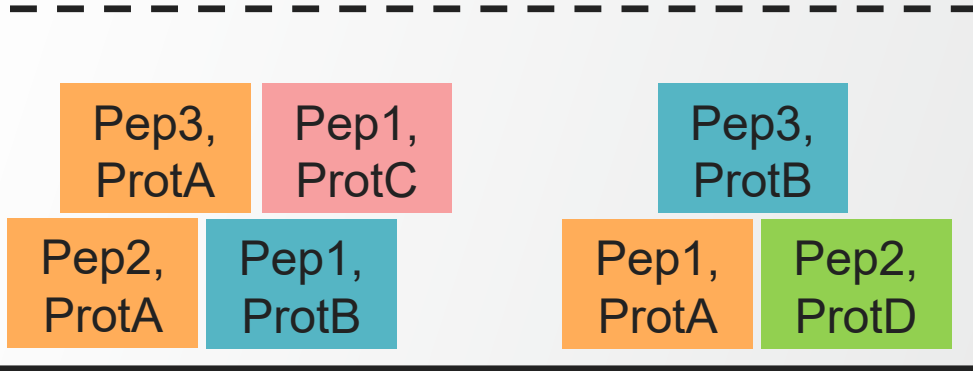 Pep3,
ProtA
Pep1,
ProtC
Pep3,
ProtB
Pep2,
ProtA
Pep1,
ProtB
Pep1,
ProtA
Pep2,
ProtD